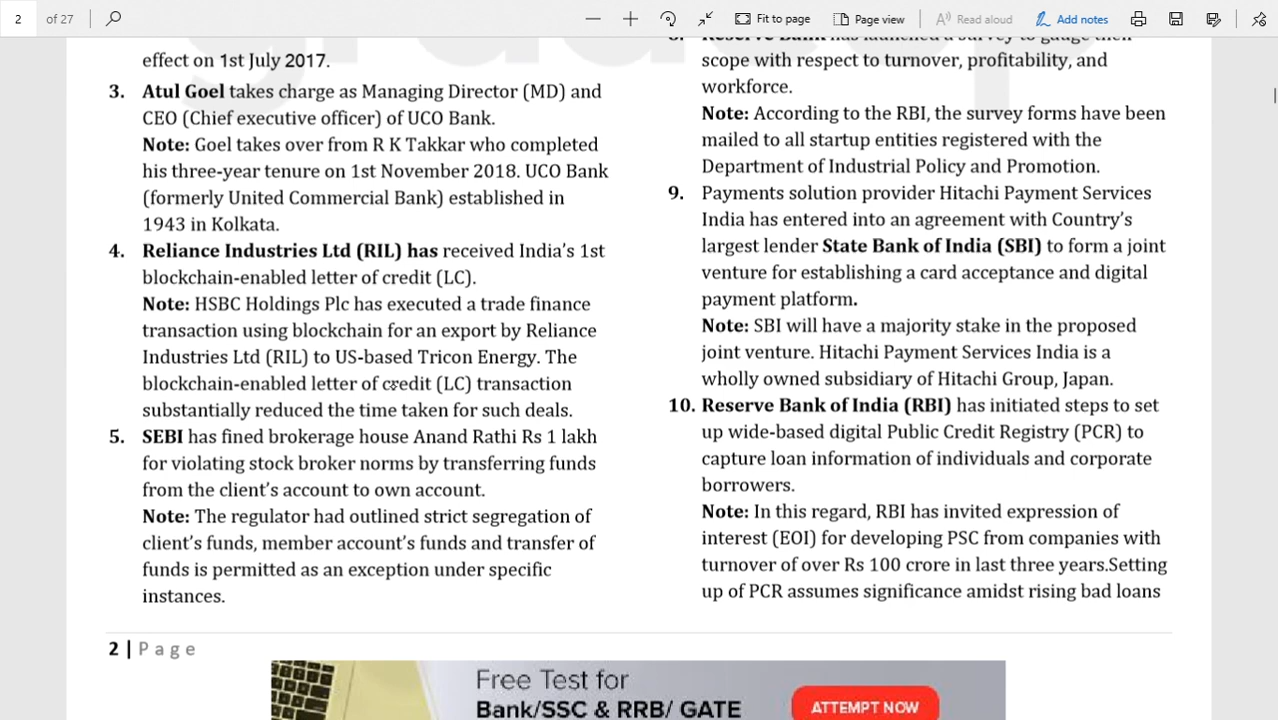 2 of 27 Fit to page Page view Read aloud Add notes
effect on 1st July 2017.
3. Atul Goel takes charge as Managing Director (MD) and
CEO (Chief executive officer) of UCO Bank.
Note: Goel takes over from R K Takkar who completed
his three-year tenure on 1st November 2018. UCO Bank
(formerly United Commercial Bank) established in
1943 in Kolkata.
4. Reliance Industries Ltd (RIL) has received India's 1st
blockchain-enabled letter of credit (LC).
Note: HSBC Holdings Plc has executed a trade finance
transaction using blockchain for an export by Reliance
Industries Ltd (RIL) to US-based Tricon Energy. The
blockchain-enabled letter of credit (LC) transaction
substantially reduced the time taken for such deals.
5. SEBI has fined brokerage house Anand Rathi Rs 1 lakh
for violating stock broker norms by transferring funds
from the client's account to own account.
Note: The regulator had outlined strict segregation of
client's funds, member account's funds and transfer of
funds is permitted as an exception under specific
instances.
8. Reserve Bank has launched a survey to gauge their
scope with respect to turnover, profitability, and
workforce.
Note: According to the RBI, the survey forms have been
mailed to all startup entities registered with the
Department of Industrial Policy and Promotion.
9. Payments solution provider Hitachi Payment Services
India has entered into an agreement with Country's
largest lender State Bank of India (SBI) to form a joint
venture for establishing a card acceptance and digital
payment platform.
Note: SBI will have a majority stake in the proposed
joint venture. Hitachi Payment Services India is a
wholly owned subsidiary of Hitachi Group, Japan.
10. Reserve Bank of India (RBI) has initiated steps to set
up wide-based digital Public Credit Registry (PCR) to
capture loan information of individuals and corporate
borrowers.
Note: In this regard, RBI has invited expression of
interest (EOI) for developing PSC from companies with
turnover of over Rs 100 crore in last three years.Setting
up of PCR assumes significance amidst rising bad loans
2 | Page
Free Test for
Bank/SSC & RRB/ GATE
ATTEMPT NOW